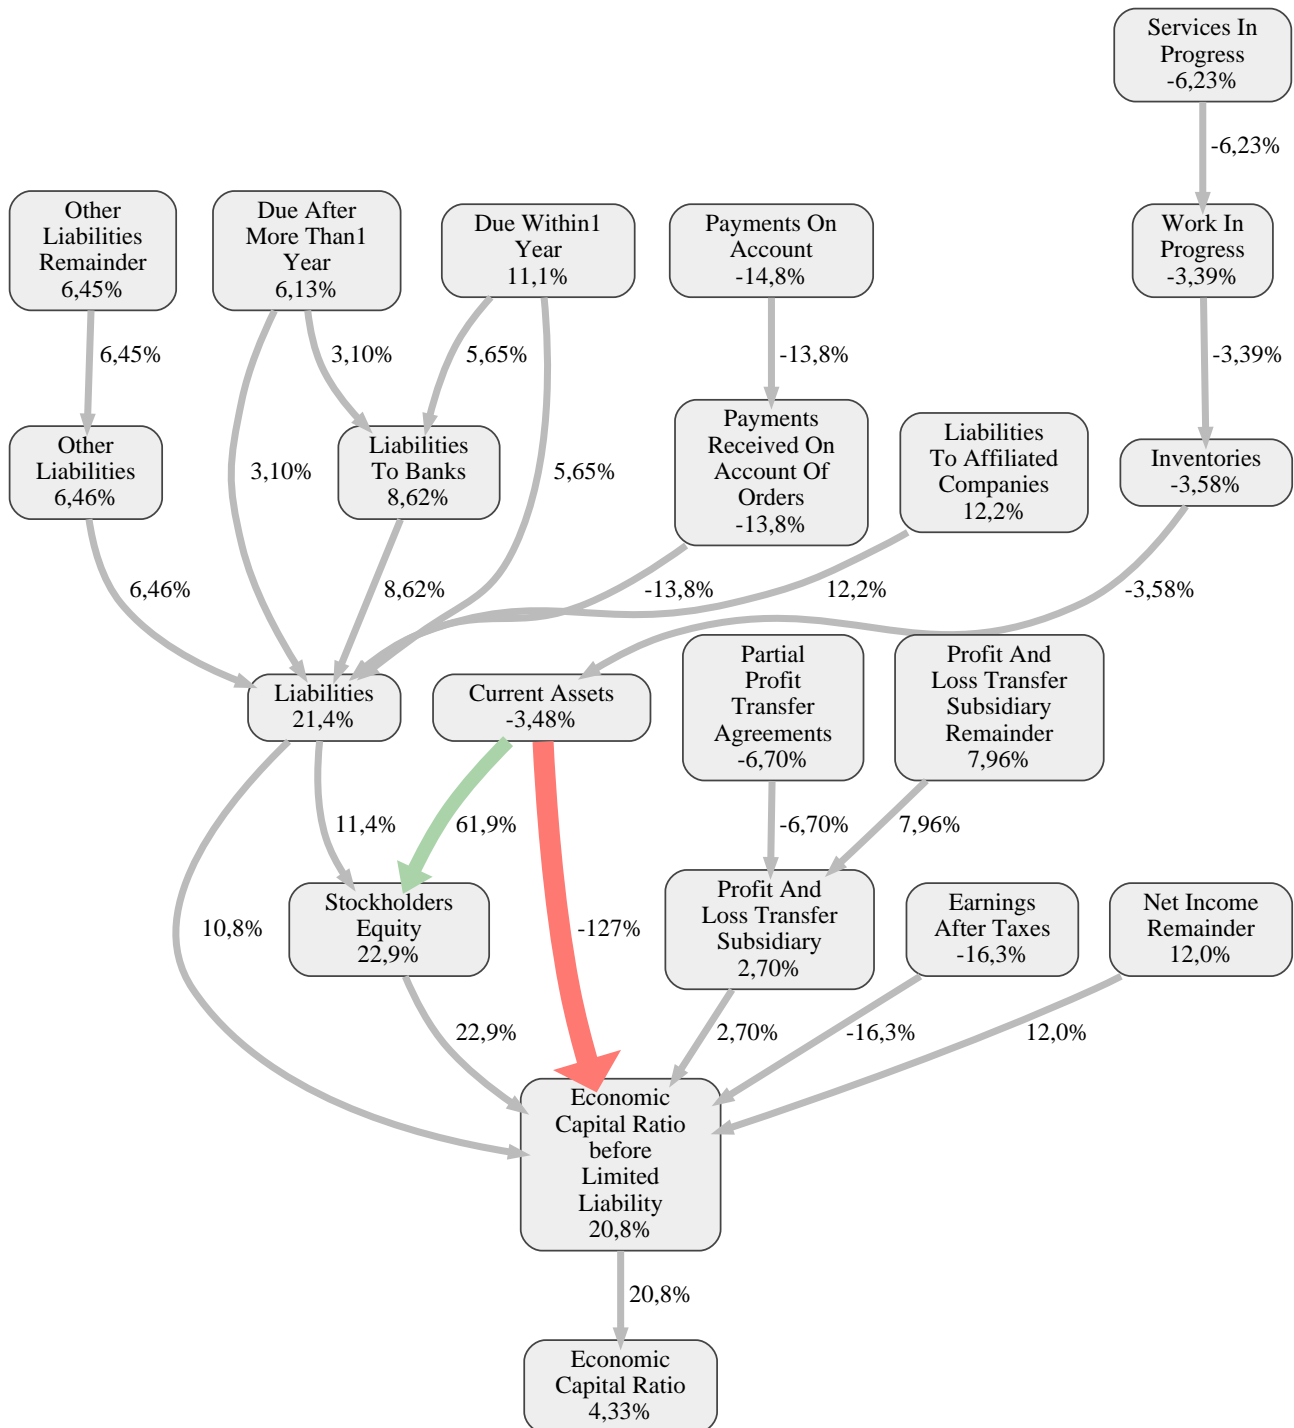 Services In
Progress
-6,23%
-6,23%
Other
Liabilities
Remainder
6,45%
Due After
More Than1
Year
6,13%
Due Within1
Year
11,1%
Payments On
Account
-14,8%
Work In
Progress
-3,39%
6,45%
3,10%
5,65%
-13,8%
-3,39%
Other
Liabilities
6,46%
3,10%
Liabilities
To Banks
8,62%
5,65%
Payments
Received On
Account Of
Orders
-13,8%
Liabilities
To Affiliated
Companies
12,2%
Inventories
-3,58%
6,46%
8,62%
-13,8%
12,2%
-3,58%
Liabilities
21,4%
Current Assets
-3,48%
Partial
Profit
Transfer
Agreements
-6,70%
Profit And
Loss Transfer
Subsidiary
Remainder
7,96%
11,4%
61,9%
-6,70%
7,96%
10,8%
Stockholders
Equity
22,9%
-127%
Profit And
Loss Transfer
Subsidiary
2,70%
Earnings
After Taxes
-16,3%
Net Income
Remainder
12,0%
22,9%
2,70%
-16,3%
12,0%
Economic
Capital Ratio
before
Limited
Liability
20,8%
20,8%
Economic
Capital Ratio
4,33%